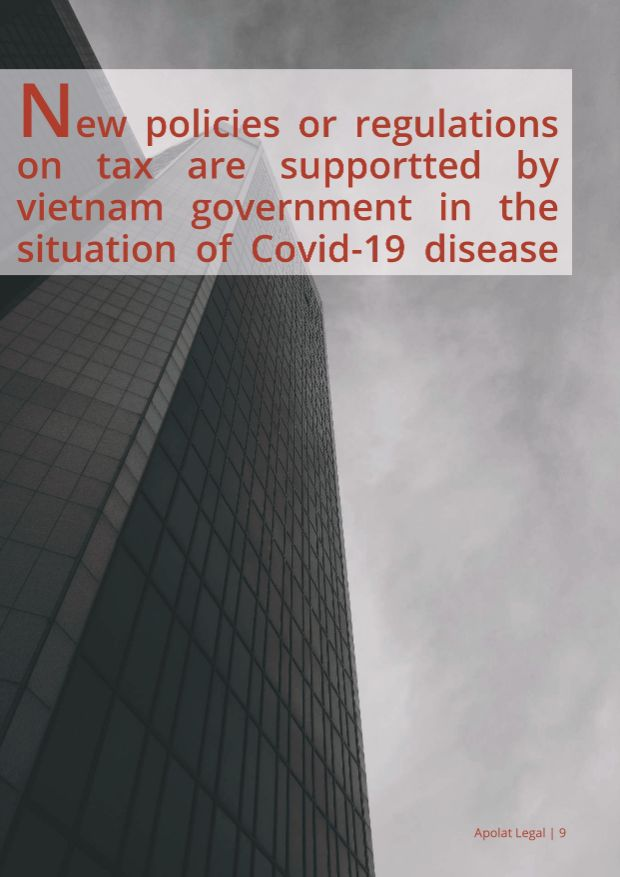 New policies or regulations
on tax are supportted by
vietnam government in the
situation of Covid-19 disease
Apolat Legal | 9